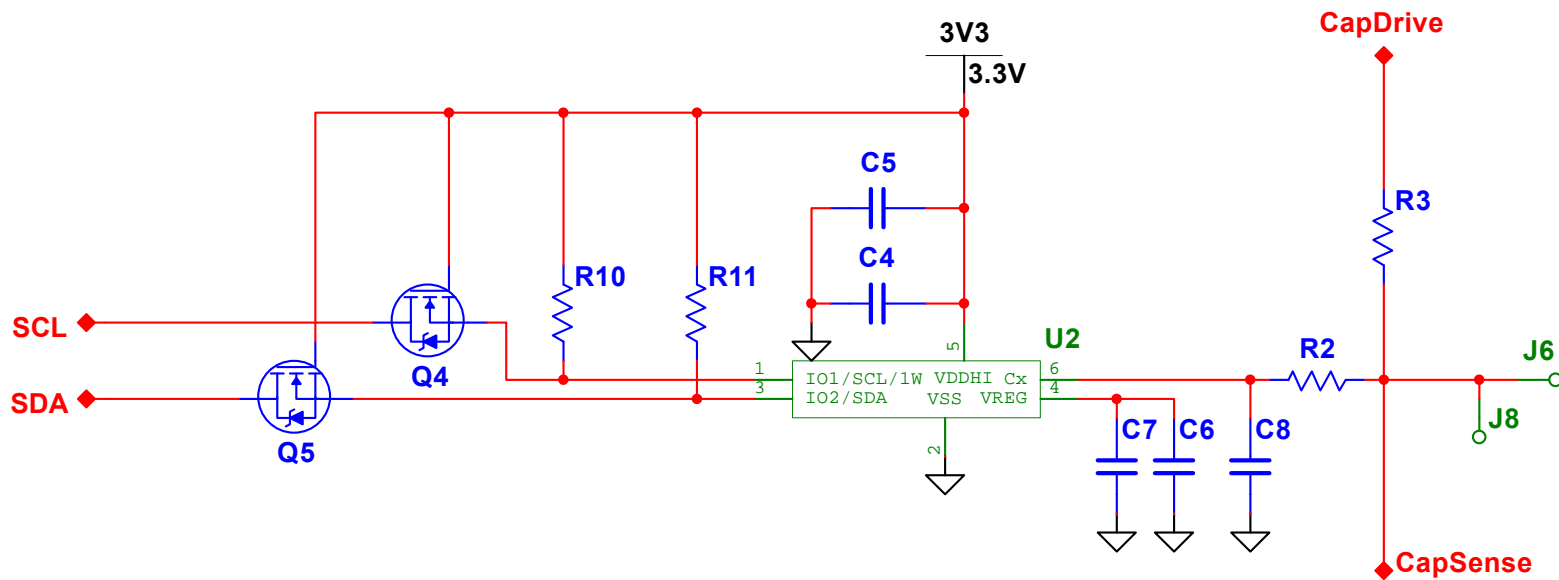 3V3
3.3V
CapDrive
C5
R3
C4
R10
R11
SCL
U2
R2
J6
5
Q4
1
IO1/SCL/1W VDDHI Cx
6
SDA
3
IO2/SDA VSS VREG
4
J8
Q5
2
C7
C6
C8
CapSense